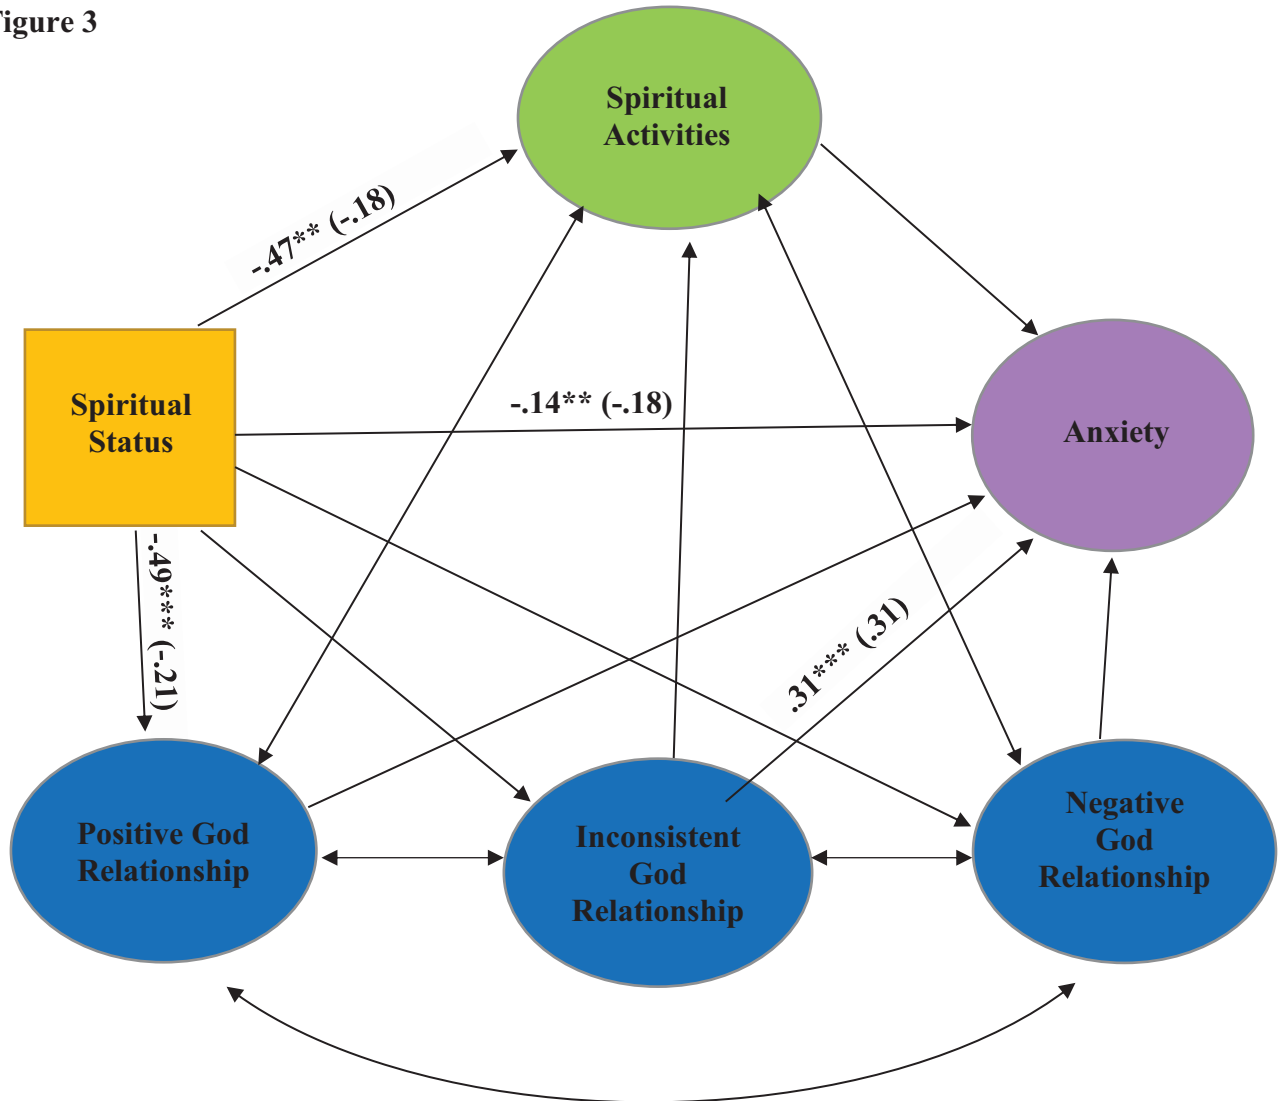 Figure 3
Spiritual
Activities
-.47** (-.18)
Spiritual
Status
-.14** (-.18)
Anxiety
-.49*** (-.21)
.31*** (.31)
Positive God
Relationship
Inconsistent
God
Relationship
Negative
God
Relationship